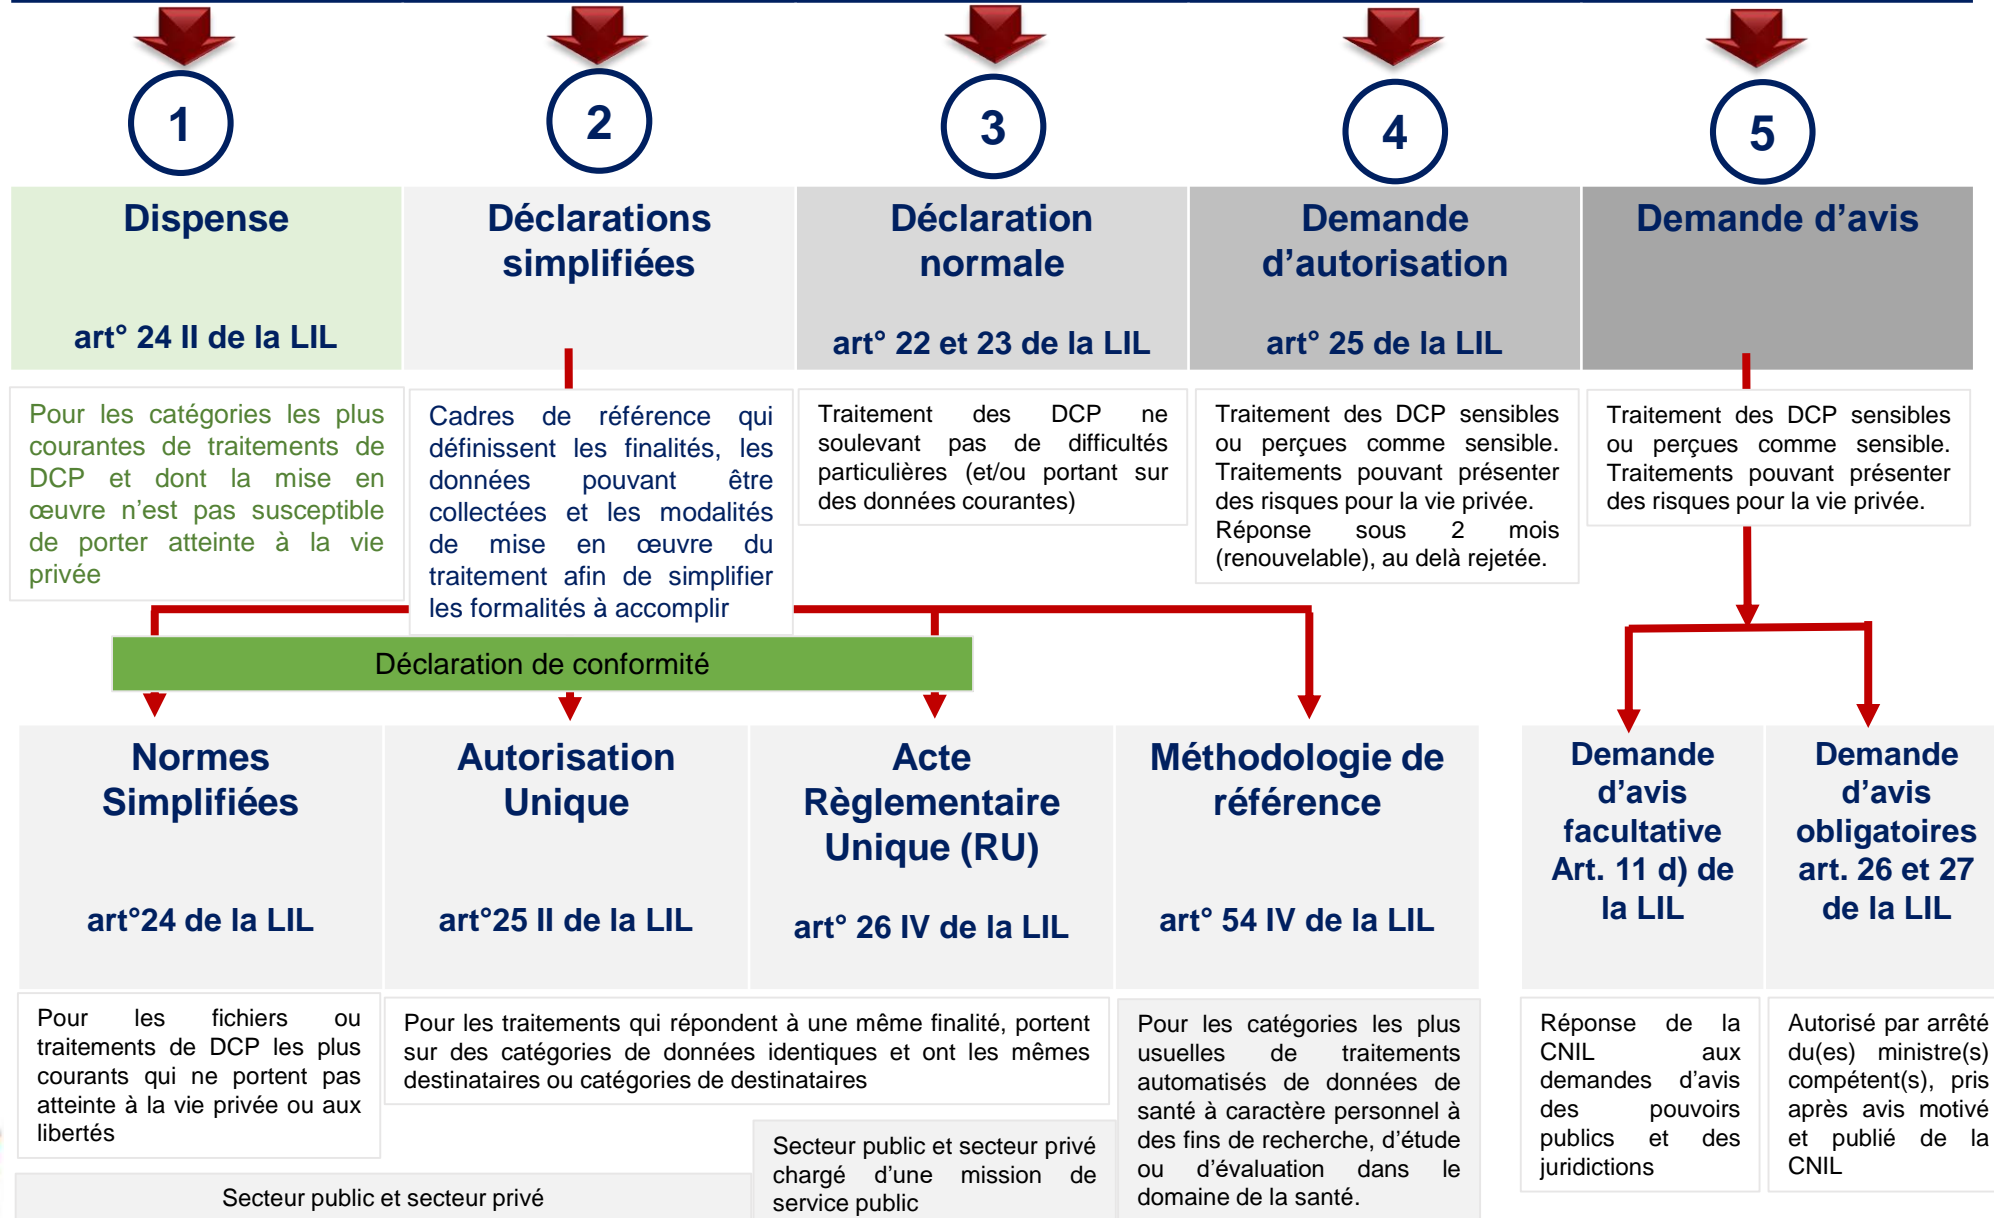 1
2
3
4
5
Dispense
art° 24 II de la LIL
Déclarations
simplifiées
Déclaration
normale
art° 22 et 23 de la LIL
Demande
d’autorisation
art° 25 de la LIL
Demande d’avis
Pour les catégories les plus
courantes de traitements de
DCP et dont la mise en
œuvre n’est pas susceptible
de porter atteinte à la vie
privée
Cadres de référence qui
définissent les finalités, les
données pouvant être
collectées et les modalités
de mise en œuvre du
traitement afin de simplifier
les formalités à accomplir
Traitement des DCP ne
soulevant pas de difficultés
particulières (et/ou portant sur
des données courantes)
Traitement des DCP sensibles
ou perçues comme sensible.
Traitements pouvant présenter
des risques pour la vie privée.
Réponse sous 2 mois
(renouvelable), au delà rejetée.
Traitement des DCP sensibles
ou perçues comme sensible.
Traitements pouvant présenter
des risques pour la vie privée.
Déclaration de conformité
Normes
Simplifiées
art°24 de la LIL
Autorisation
Unique
art°25 II de la LIL
Acte
Règlementaire
Unique (RU)
art° 26 IV de la LIL
Méthodologie de
référence
art° 54 IV de la LIL
Demande
d’avis
facultative
Art. 11 d) de
la LIL
Demande
d’avis
obligatoires
art. 26 et 27
de la LIL
Pour les fichiers ou
traitements de DCP les plus
courants qui ne portent pas
atteinte à la vie privée ou aux
libertés
Pour les traitements qui répondent à une même finalité, portent
sur des catégories de données identiques et ont les mêmes
destinataires ou catégories de destinataires
Secteur public et secteur privé
Secteur public et secteur privé
chargé d’une mission de
service public
Pour les catégories les plus
usuelles de traitements
automatisés de données de
santé à caractère personnel à
des fins de recherche, d’étude
ou d’évaluation dans le
domaine de la santé.
Réponse de la
CNIL aux
demandes d’avis
des pouvoirs
publics et des
juridictions
Autorisé par arrêté
du(es) ministre(s)
compétent(s), pris
après avis motivé
et publié de la
CNIL